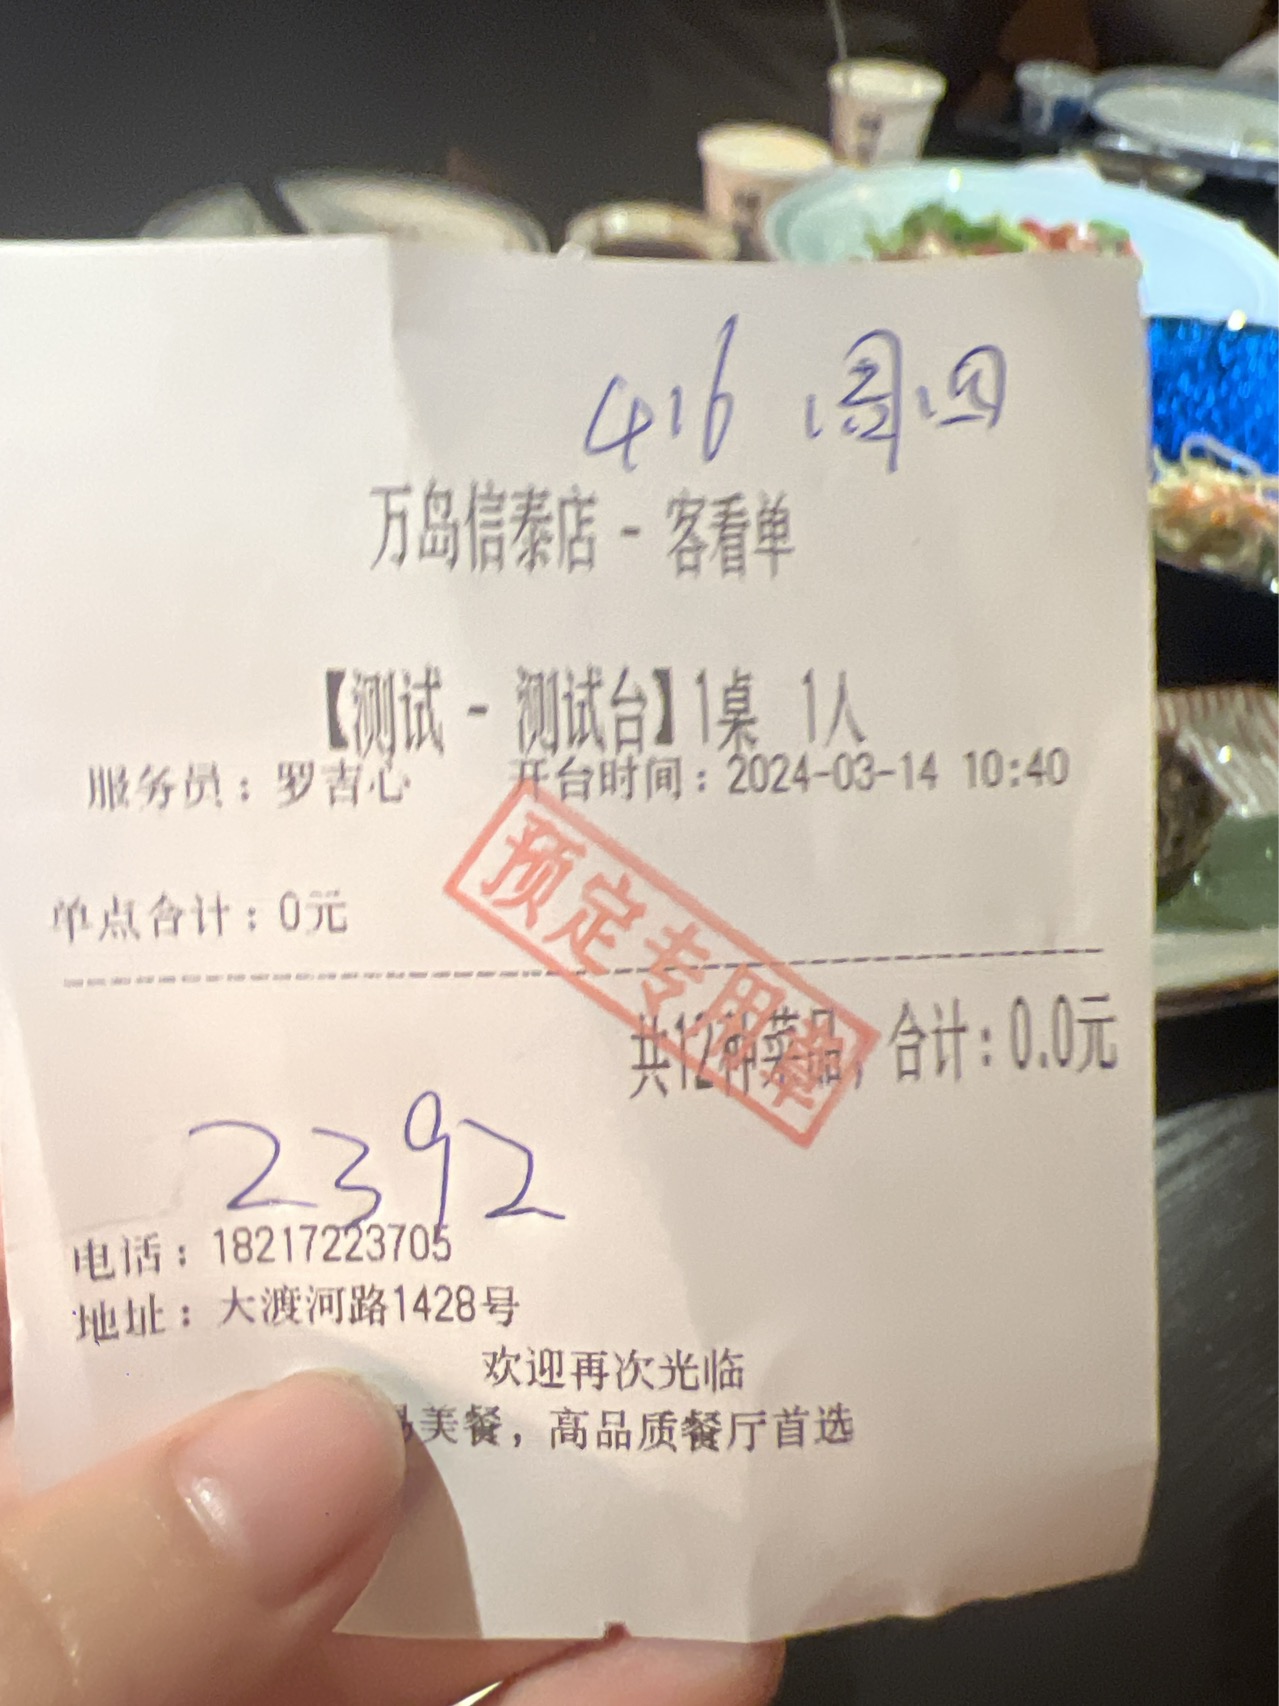 416 周四
万岛信泰店 - 客看单
【测试 - 测试台】1桌 1人
服务员：罗吉心 开台时间：2024-03-14 10:40
单点合计：0元
预定专用章
共12种菜品，合计：0.0元
2392
电话：18217223705
地址：大渡河路1428号
欢迎再次光临
岛美餐，高品质餐厅首选